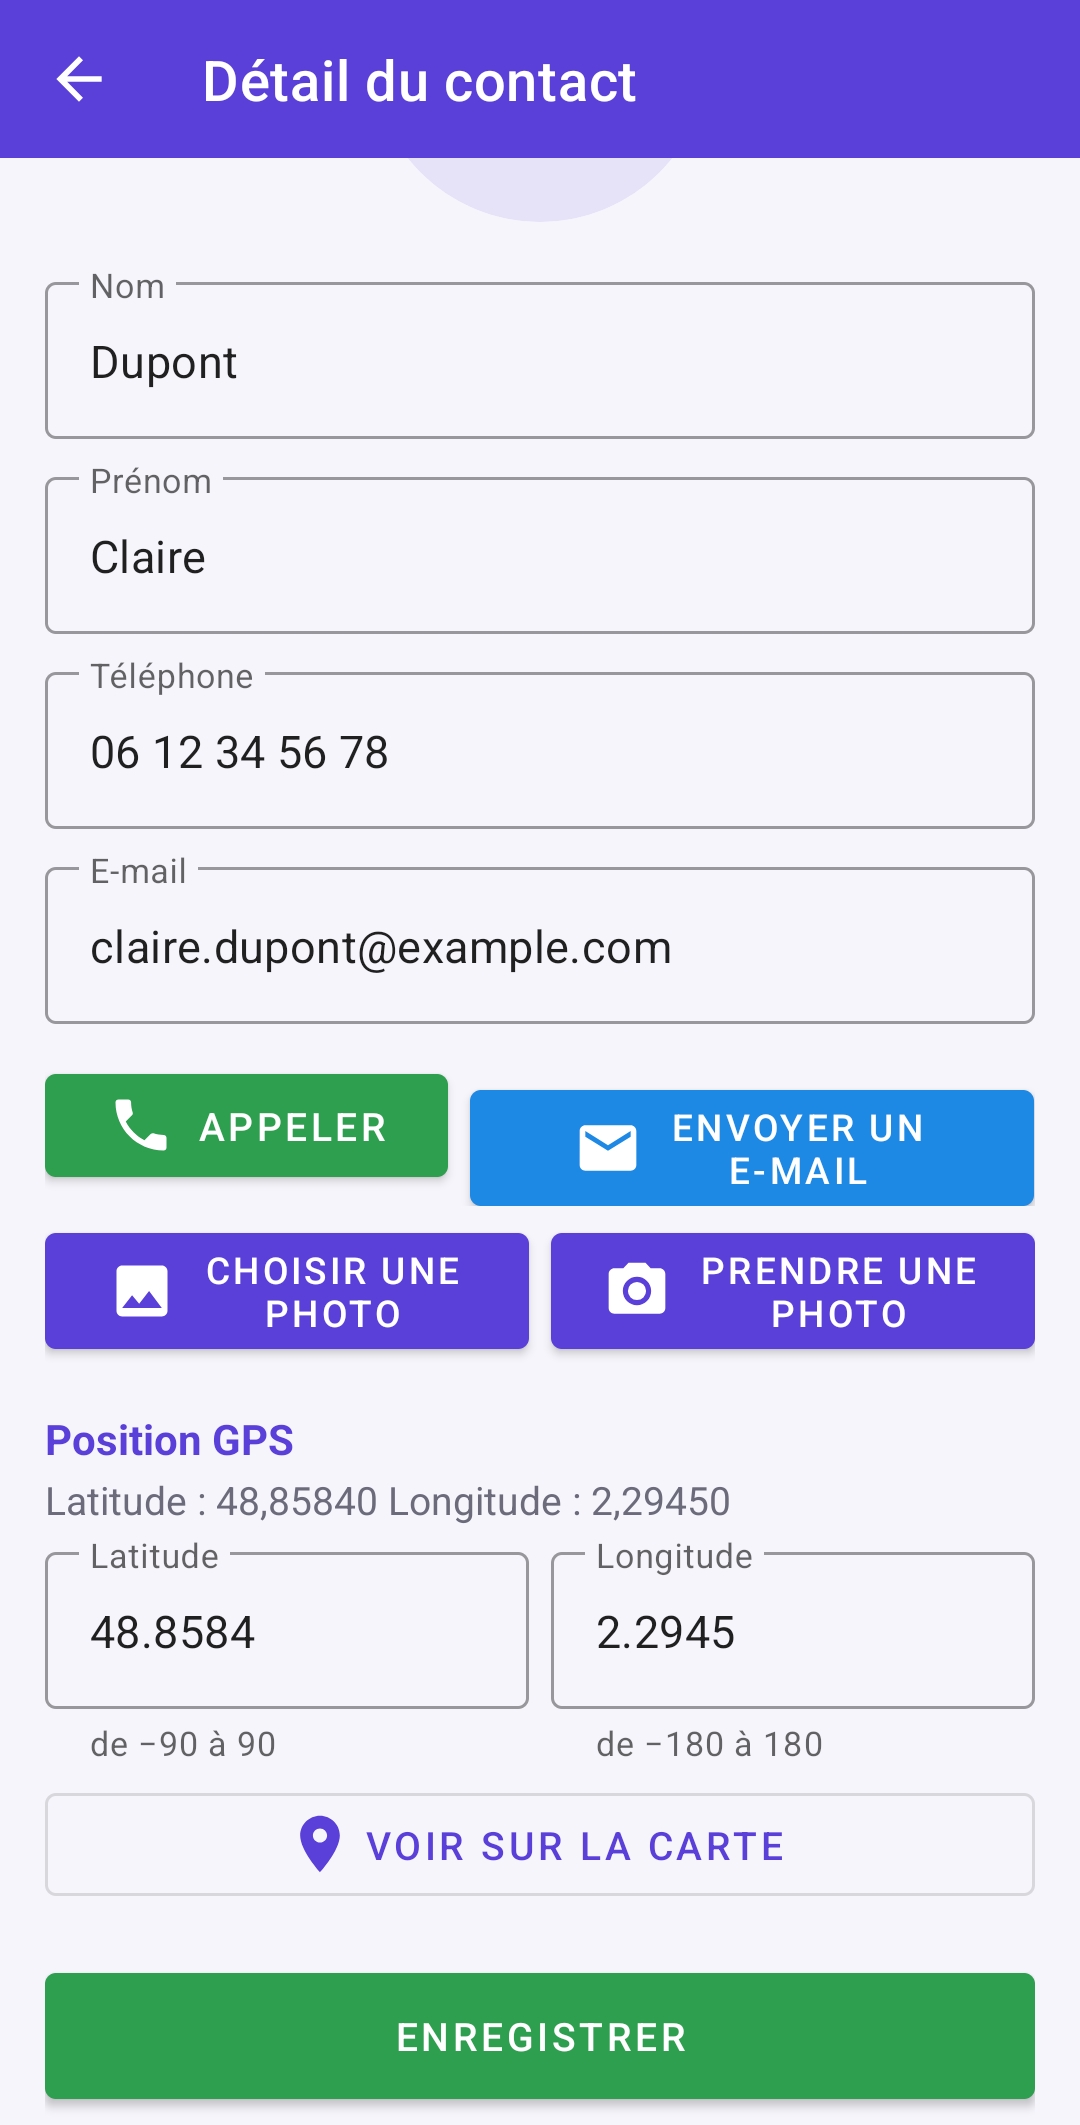 Détail du contact
Nom
Dupont
Prénom
Claire
Téléphone
06 12 34 56 78
E-mail
claire.dupont@example.com
APPELER
ENVOYER UN
E-MAIL
CHOISIR UNE
PHOTO
PRENDRE UNE
PHOTO
Position GPS
Latitude : 48,85840 Longitude : 2,29450
Latitude
48.8584
de −90 à 90
Longitude
2.2945
de −180 à 180
VOIR SUR LA CARTE
ENREGISTRER